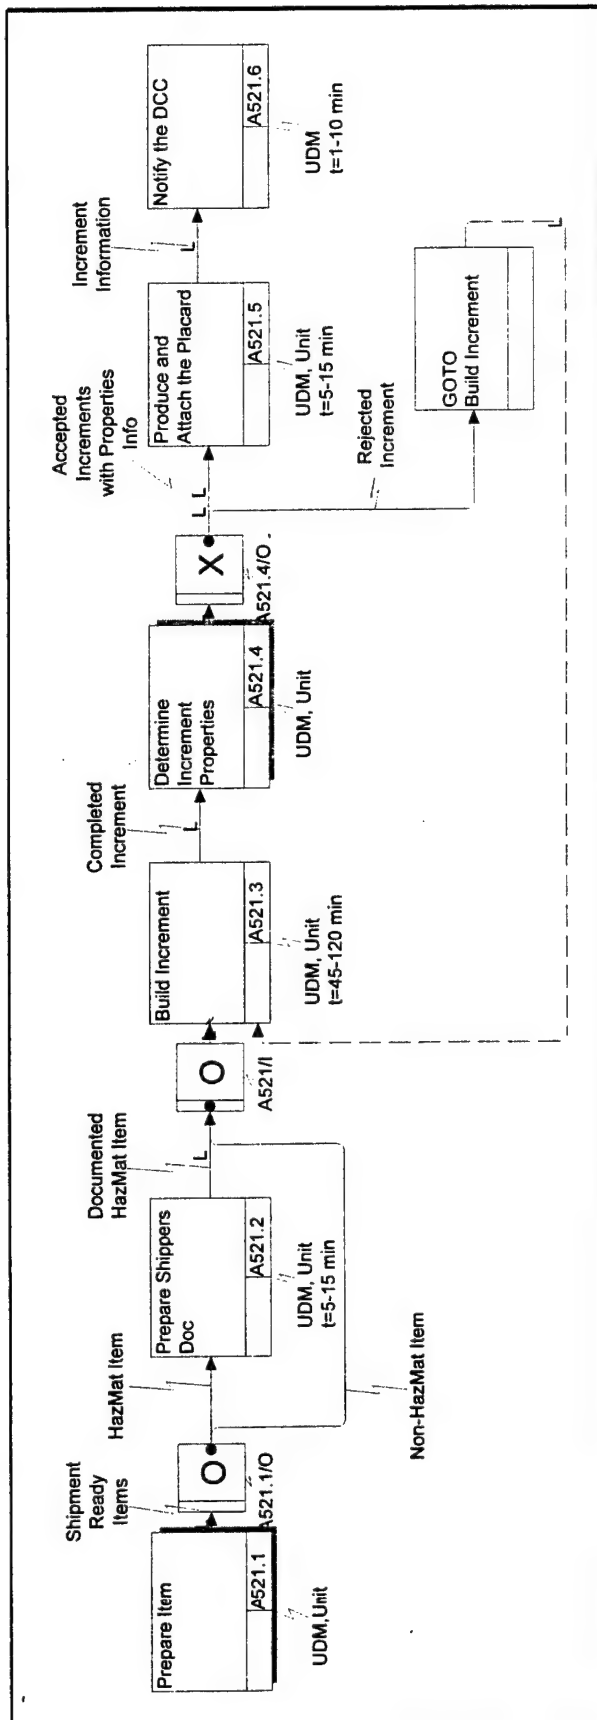 Prepare Item
A521.1
UDM,Unit
Shipment
Ready
Items
O
A521.1/O
HazMat Item
Non-HazMat Item
Prepare Shippers
Doc
A521.2
UDM, Unit
t=5-15 min
Documented
HazMat Item
L
O
A521/I
Build Increment
A521.3
UDM, Unit
t=45-120 min
Completed
Increment
L
Determine
Increment
Properties
A521.4
UDM, Unit
X
A521.4/O
Accepted
Increments
with Properties
Info
L L
Rejected
Increment
Produce and
Attach the Placard
A521.5
UDM, Unit
t=5-15 min
GOTO
Build Increment
L
Increment
Information
L
Notify the DCC
A521.6
UDM
t=1-10 min